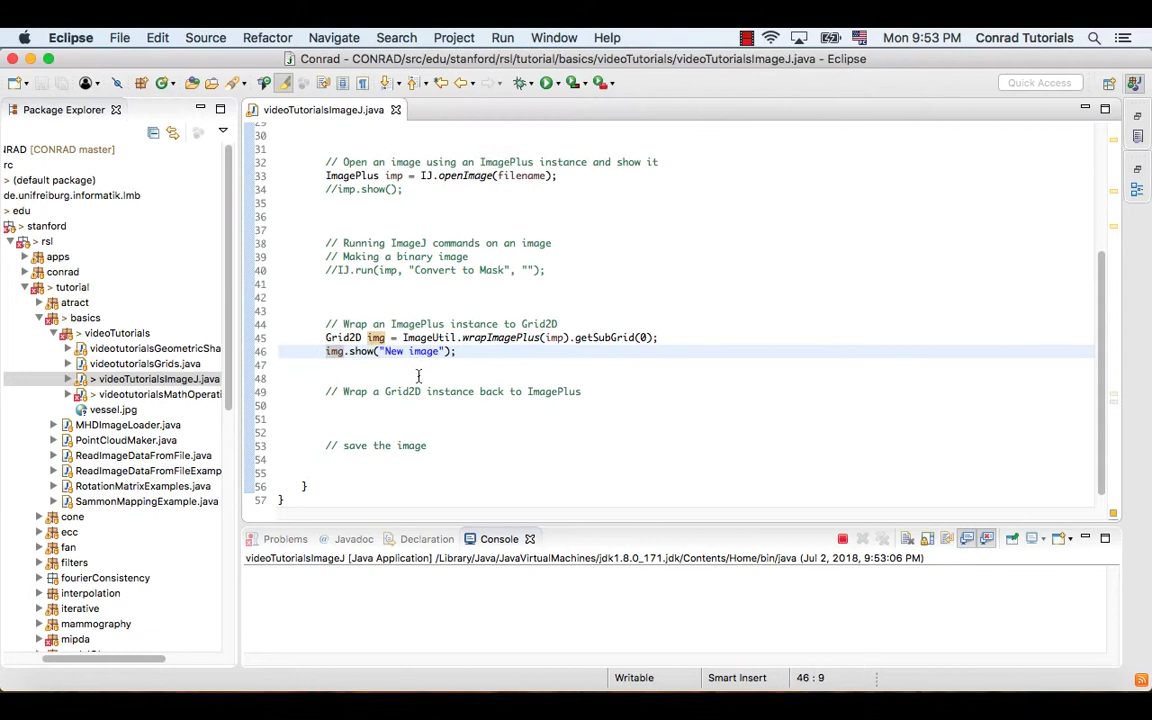 Eclipse File Edit Source Refactor Navigate Search Project Run Window Help Mon 9:53 PM Conrad Tutorials
Conrad - CONRAD/src/edu/stanford/rsl/tutorial/basics/videoTutorials/videoTutorialsImageJ.java - Eclipse
Quick Access
Package Explorer
videoTutorialsImageJ.java
IRAD [CONRAD master]
rc
> (default package)
de.unifreiburg.informatik.lmb
> edu
> stanford
> rsl
> apps
> conrad
> tutorial
> atract
> basics
> videoTutorials
videotutorialsGeometricSha
videotutorialsGrids.java
> videoTutorialsImageJ.java
> videotutorialsMathOperati
vessel.jpg
MHDImageLoader.java
PointCloudMaker.java
ReadImageDataFromFile.java
ReadImageDataFromFileExamp
RotationMatrixExamples.java
SammonMappingExample.java
cone
ecc
fan
filters
fourierConsistency
interpolation
iterative
mammography
mipda
29
30
31
32 // Open an image using an ImagePlus instance and show it
33 ImagePlus imp = IJ.openImage(filename);
34 //imp.show();
35
36
37
38 // Running ImageJ commands on an image
39 // Making a binary image
40 //IJ.run(imp, "Convert to Mask", "");
41
42
43
44 // Wrap an ImagePlus instance to Grid2D
45 Grid2D img = ImageUtil.wrapImagePlus(imp).getSubGrid(0);
46 img.show("New image");
47
48
49 // Wrap a Grid2D instance back to ImagePlus
50
51
52
53 // save the image
54
55
56 }
57 }
Problems Javadoc Declaration Console
videoTutorialsImageJ [Java Application] /Library/Java/JavaVirtualMachines/jdk1.8.0_171.jdk/Contents/Home/bin/java (Jul 2, 2018, 9:53:06 PM)
Writable Smart Insert 46 : 9